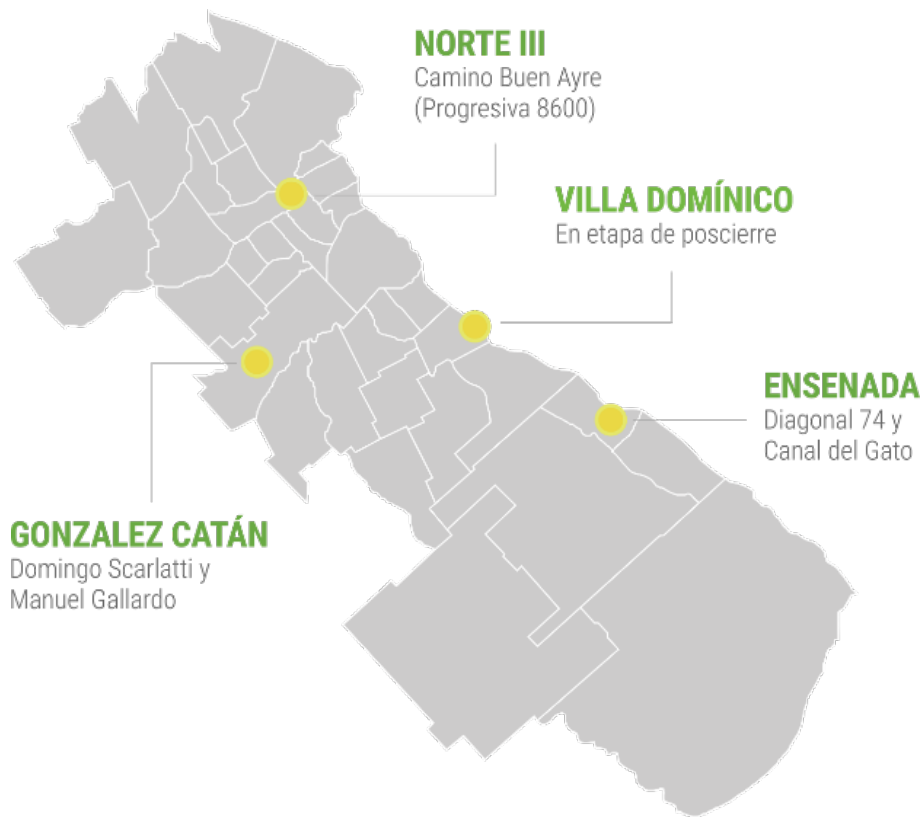 NORTE III
Camino Buen Ayre
(Progresiva 8600)
VILLA DOMÍNICO
En etapa de poscierre
ENSENADA
Diagonal 74 y
Canal del Gato
GONZALEZ CATÁN
Domingo Scarlatti y
Manuel Gallardo